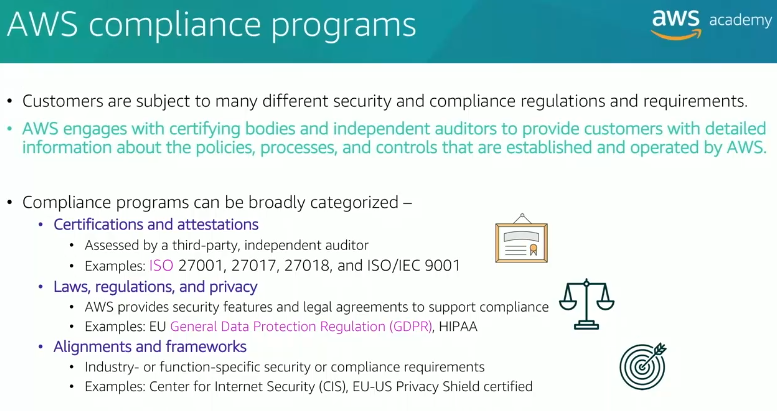 AWS compliance programs
aws academy
• Customers are subject to many different security and compliance regulations and requirements.
• AWS engages with certifying bodies and independent auditors to provide customers with detailed
information about the policies, processes, and controls that are established and operated by AWS.
• Compliance programs can be broadly categorized –
• Certifications and attestations
• Assessed by a third-party, independent auditor
• Examples: ISO 27001, 27017, 27018, and ISO/IEC 9001
• Laws, regulations, and privacy
• AWS provides security features and legal agreements to support compliance
• Examples: EU General Data Protection Regulation (GDPR), HIPAA
• Alignments and frameworks
• Industry- or function-specific security or compliance requirements
• Examples: Center for Internet Security (CIS), EU-US Privacy Shield certified